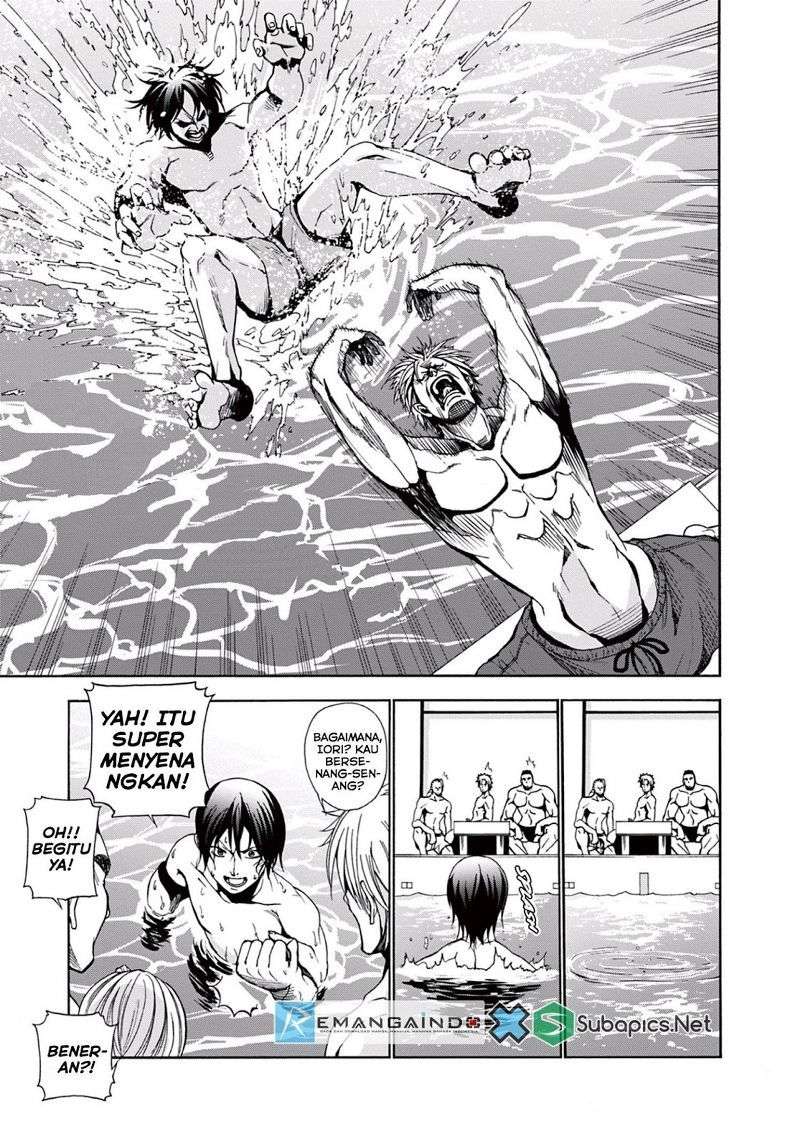 SPLASH
BAGAIMANA,
IORI? KAU
BERSE-
NANG-SEN-
ANG?
YAH! ITU
SUPER
MENYENA
NGKAN!
OH!!
BEGITU
YA!
BENER-
AN?!
REMANGAINDO
Subapics.Net